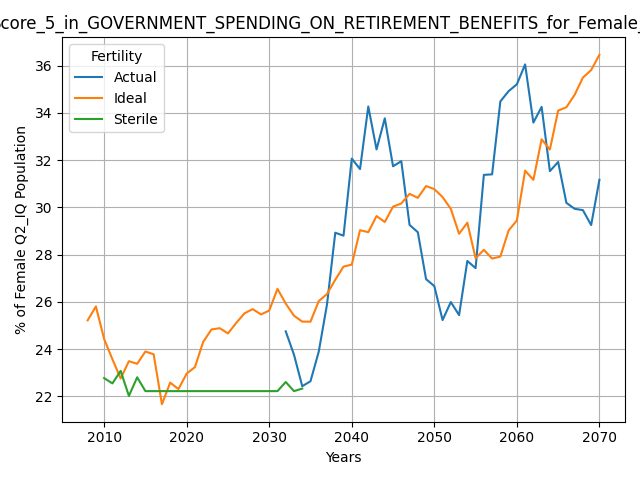 core_5_in_GOVERNMENT_SPENDING_ON_RETIREMENT_BENEFITS_for_Female_
Fertility
Actual
Ideal
Sterile
% of Female Q2_IQ Population
36
34
32
30
28
26
24
22
2010
2020
2030
2040
2050
2060
2070
Years